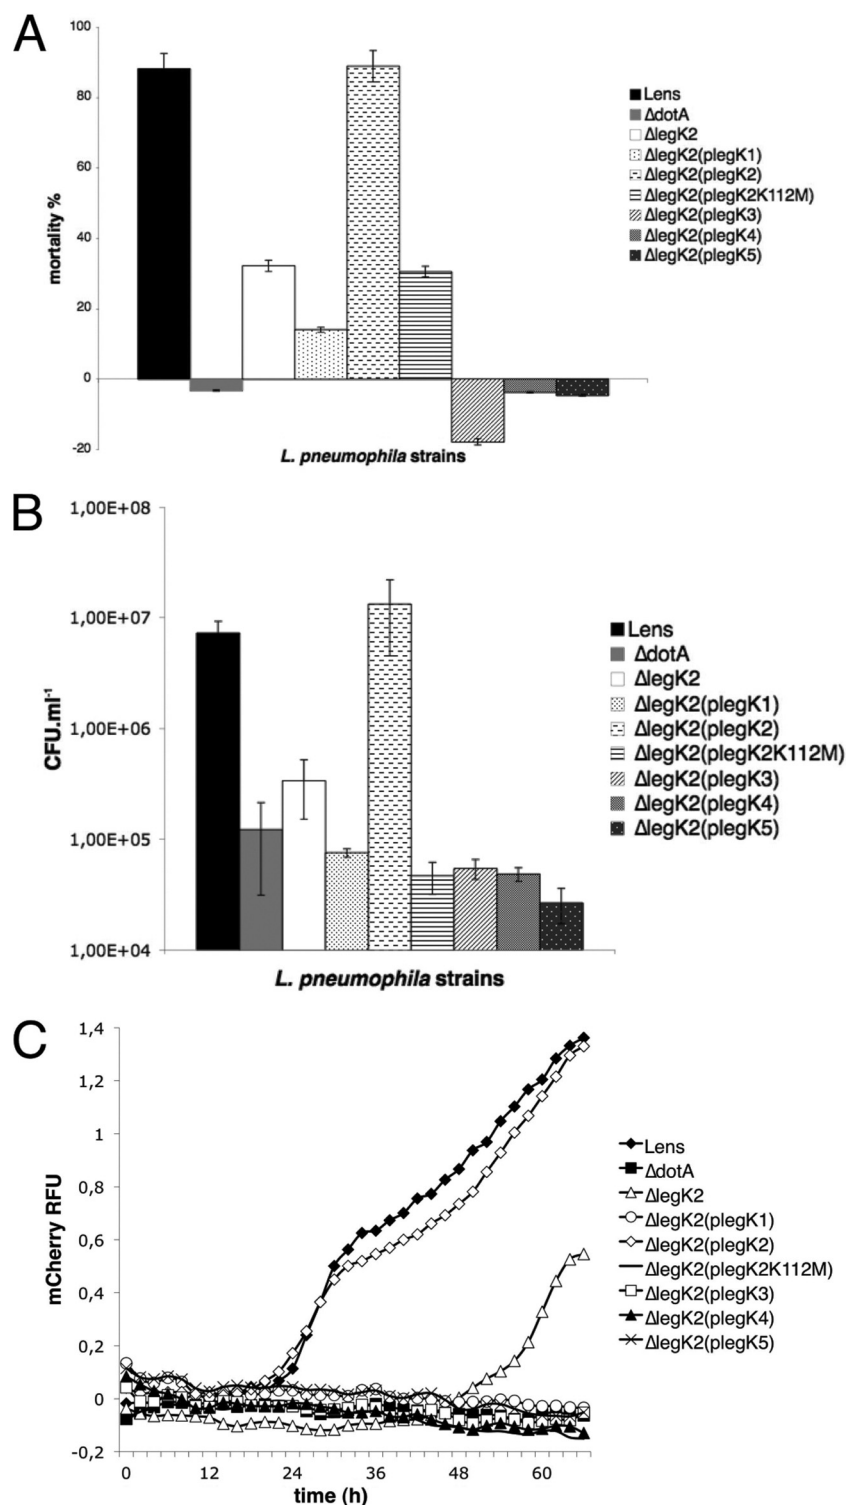 A
100
80
60
40
20
0
-20
mortality %
L. pneumophila strains
Lens
ΔdotA
ΔlegK2
ΔlegK2(plegK1)
ΔlegK2(plegK2)
ΔlegK2(plegK2K112M)
ΔlegK2(plegK3)
ΔlegK2(plegK4)
ΔlegK2(plegK5)
B
1,00E+08
1,00E+07
1,00E+06
1,00E+05
1,00E+04
CFU.ml-1
L. pneumophila strains
Lens
ΔdotA
ΔlegK2
ΔlegK2(plegK1)
ΔlegK2(plegK2)
ΔlegK2(plegK2K112M)
ΔlegK2(plegK3)
ΔlegK2(plegK4)
ΔlegK2(plegK5)
C
1,4
1,2
1
0,8
0,6
0,4
0,2
0
-0,2
mCherry RFU
0 12 24 36 48 60
time (h)
Lens
ΔdotA
ΔlegK2
ΔlegK2(plegK1)
ΔlegK2(plegK2)
ΔlegK2(plegK2K112M)
ΔlegK2(plegK3)
ΔlegK2(plegK4)
ΔlegK2(plegK5)